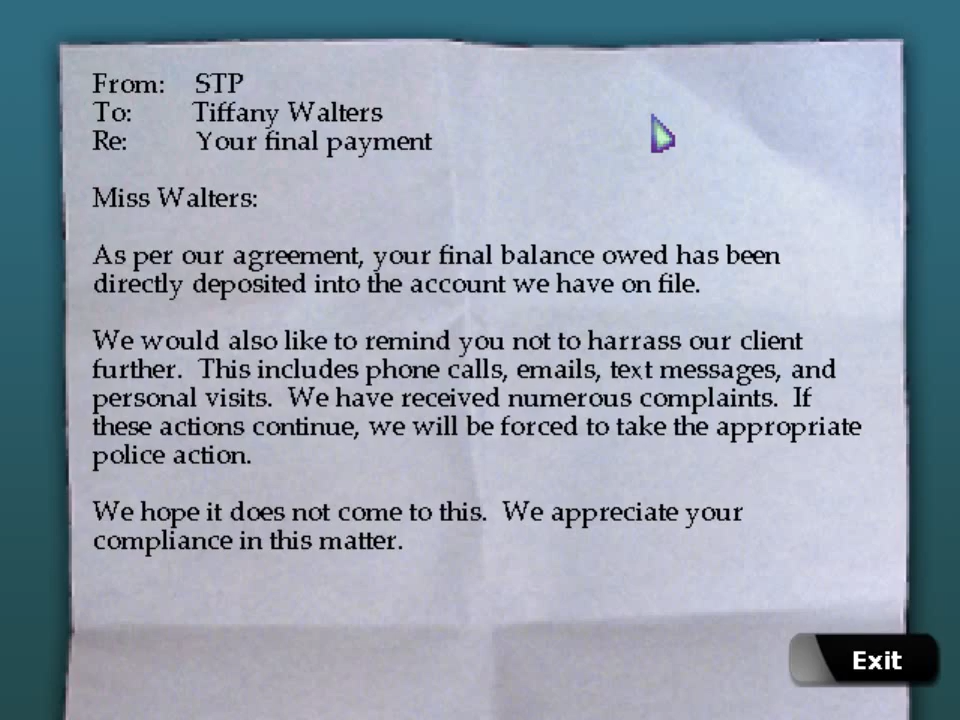 From: STP
To: Tiffany Walters
Re: Your final payment
Miss Walters:
As per our agreement, your final balance owed has been
directly deposited into the account we have on file.
We would also like to remind you not to harrass our client
further. This includes phone calls, emails, text messages, and
personal visits. We have received numerous complaints. If
these actions continue, we will be forced to take the appropriate
police action.
We hope it does not come to this. We appreciate your
compliance in this matter.
Exit